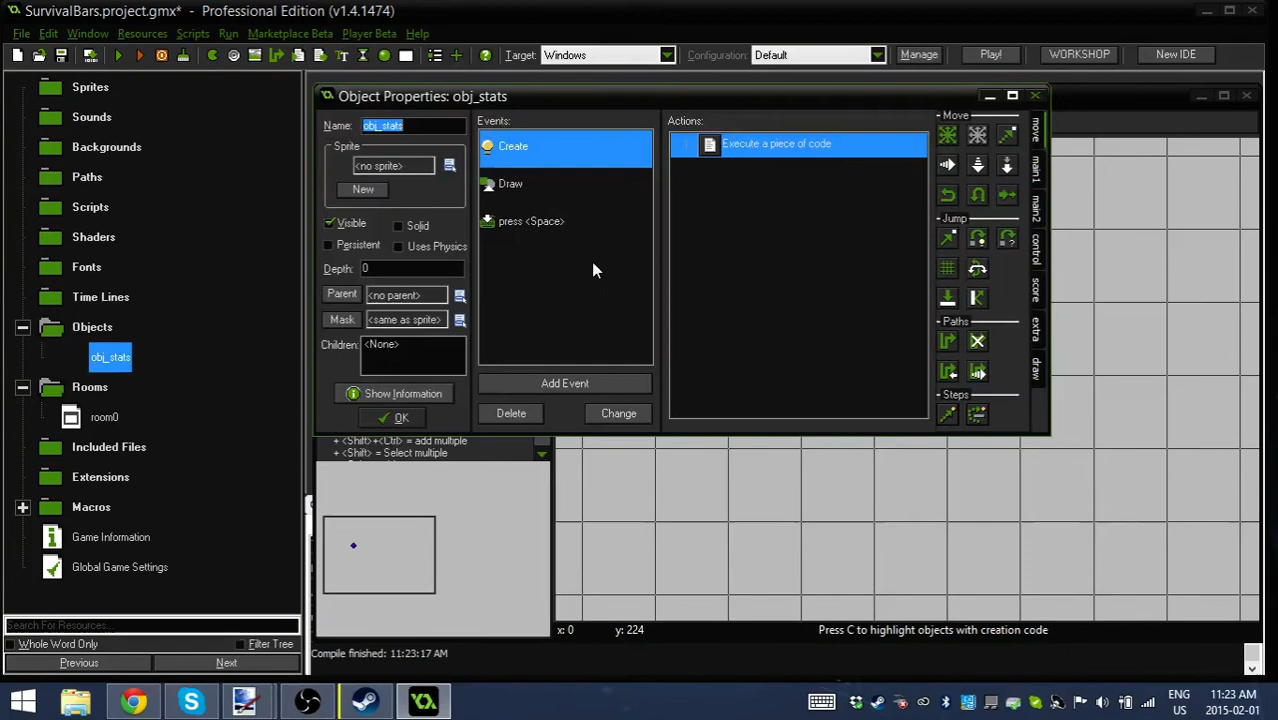 SurvivalBars.project.gmx* - Professional Edition (v1.4.1474)
File Edit Window Resources Scripts Run Marketplace Beta Player Beta Help
Target: Windows Configuration: Default Manage Play! WORKSHOP New IDE
Sprites
Sounds
Backgrounds
Paths
Scripts
Shaders
Fonts
Time Lines
Objects
obj_stats
Rooms
room0
Included Files
Extensions
Macros
Game Information
Global Game Settings
Search For Resources...
Whole Word Only Filter Tree
Previous Next
Object Properties: obj_stats
Name: obj_stats
Sprite
<no sprite>
New
Visible Solid
Persistent Uses Physics
Depth: 0
Parent <no parent>
Mask <same as sprite>
Children: <None>
Show Information
OK
Events:
Create
Draw
press <Space>
Add Event
Delete Change
Actions:
Execute a piece of code
Move
Jump
Paths
Steps
move
main1
main2
control
score
extra
draw
+ <Shift>+<Ctrl> = add multiple
+ <Shift> = Select multiple
x: 0 y: 224 Press C to highlight objects with creation code
Compile finished: 11:23:17 AM
ENG
US
11:23 AM
2015-02-01